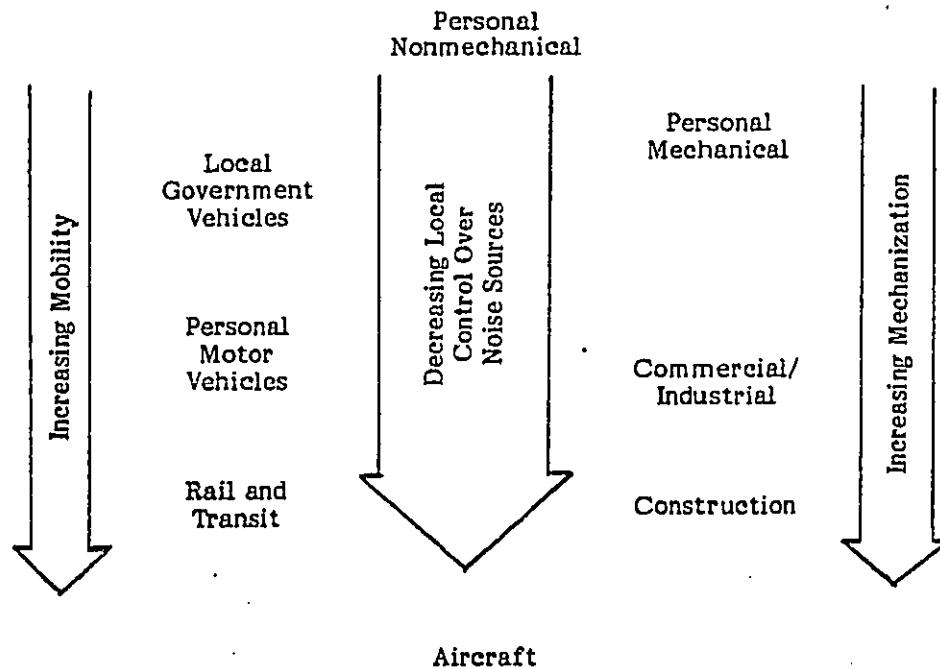 Personal
Nonmechanical
Increasing Mobility
Local
Government
Vehicles
Personal
Motor
Vehicles
Rail and
Transit
Decreasing Local
Control Over
Noise Sources
Personal
Mechanical
Commercial/
Industrial
Construction
Increasing Mechanization
Aircraft